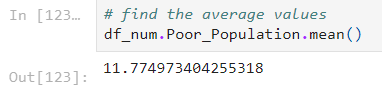 In [123… # find the average values
df_num.Poor_Population.mean()
Out[123]: 11.774973404255318